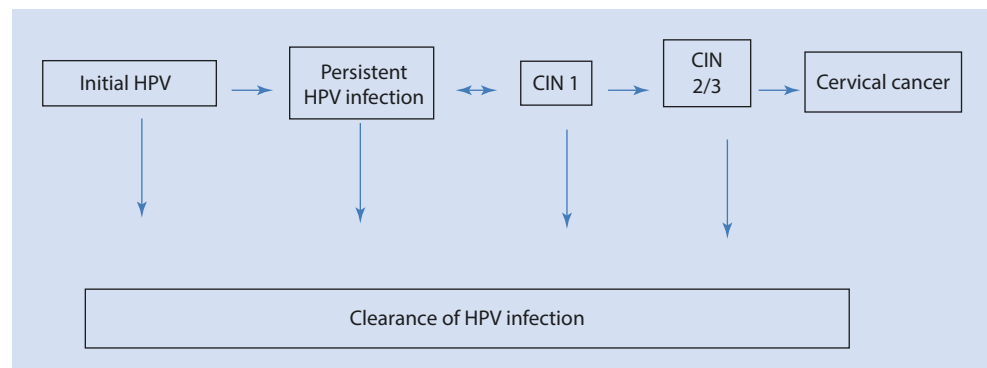 Initial HPV
Persistent
HPV infection
CIN 1
CIN
2/3
Cervical cancer
Clearance of HPV infection